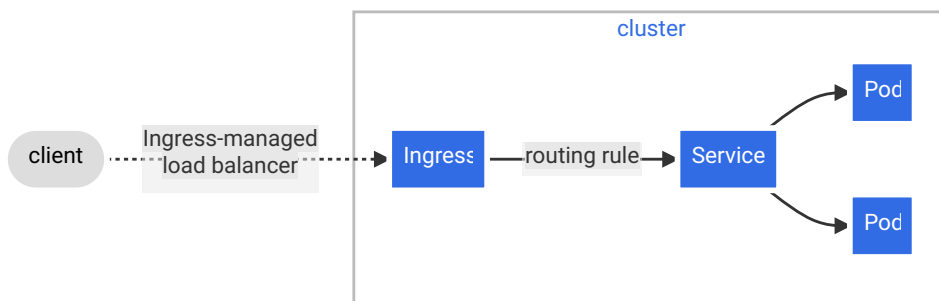 cluster
client
Ingress-managed
load balancer
Ingress
routing rule
Service
Pod
Pod